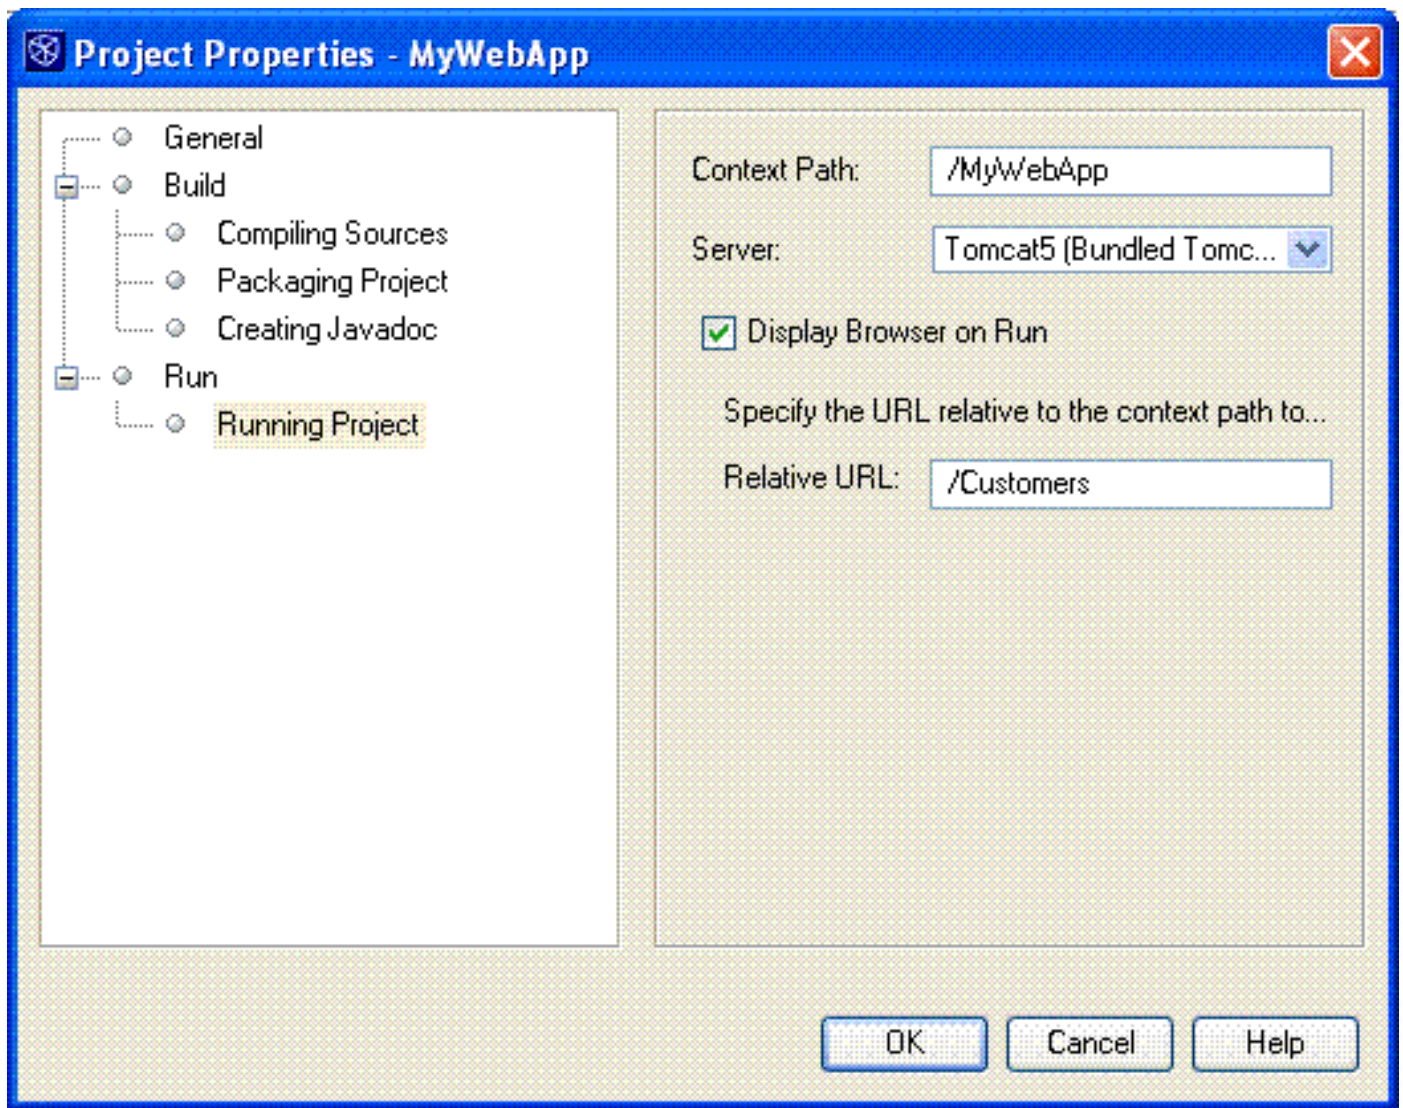 Project Properties - MyWebApp
General
Build
Compiling Sources
Packaging Project
Creating Javadoc
Run
Running Project
Context Path: /MyWebApp
Server: Tomcat5 (Bundled Tomc...
Display Browser on Run
Specify the URL relative to the context path to...
Relative URL: /Customers
OK Cancel Help